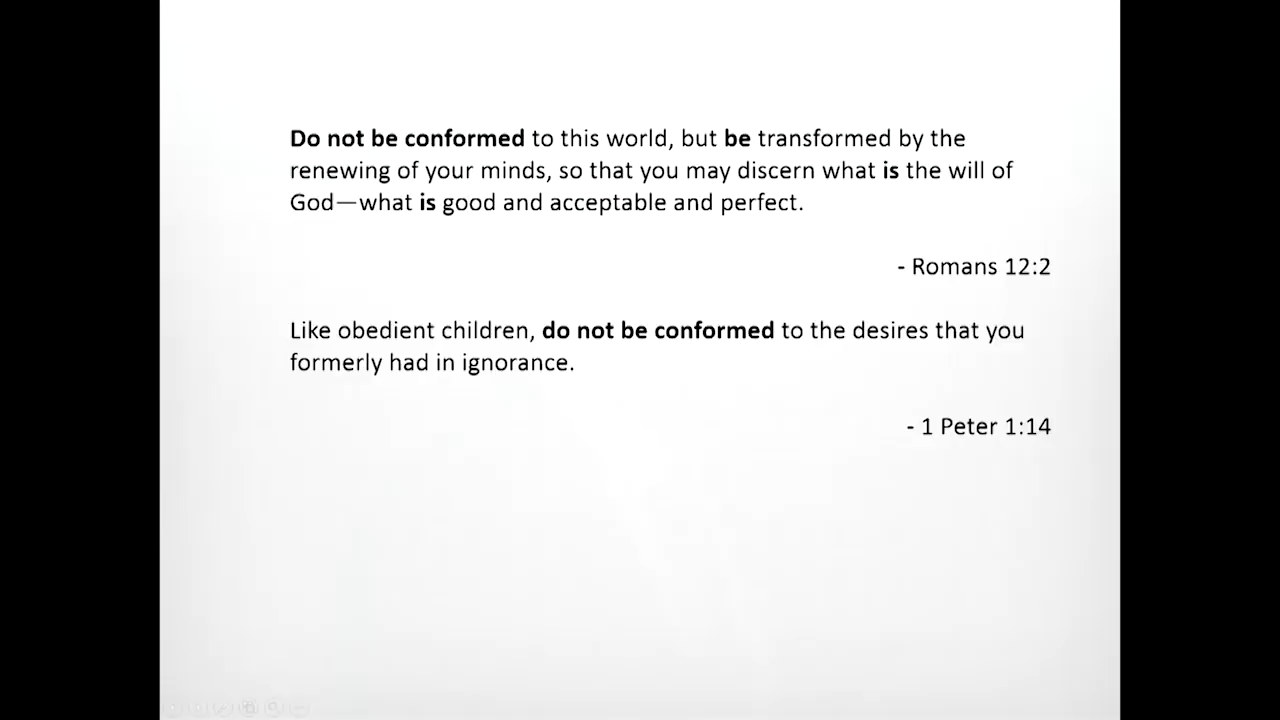 Do not be conformed to this world, but be transformed by the
renewing of your minds, so that you may discern what is the will of
God—what is good and acceptable and perfect.
- Romans 12:2
Like obedient children, do not be conformed to the desires that you
formerly had in ignorance.
- 1 Peter 1:14